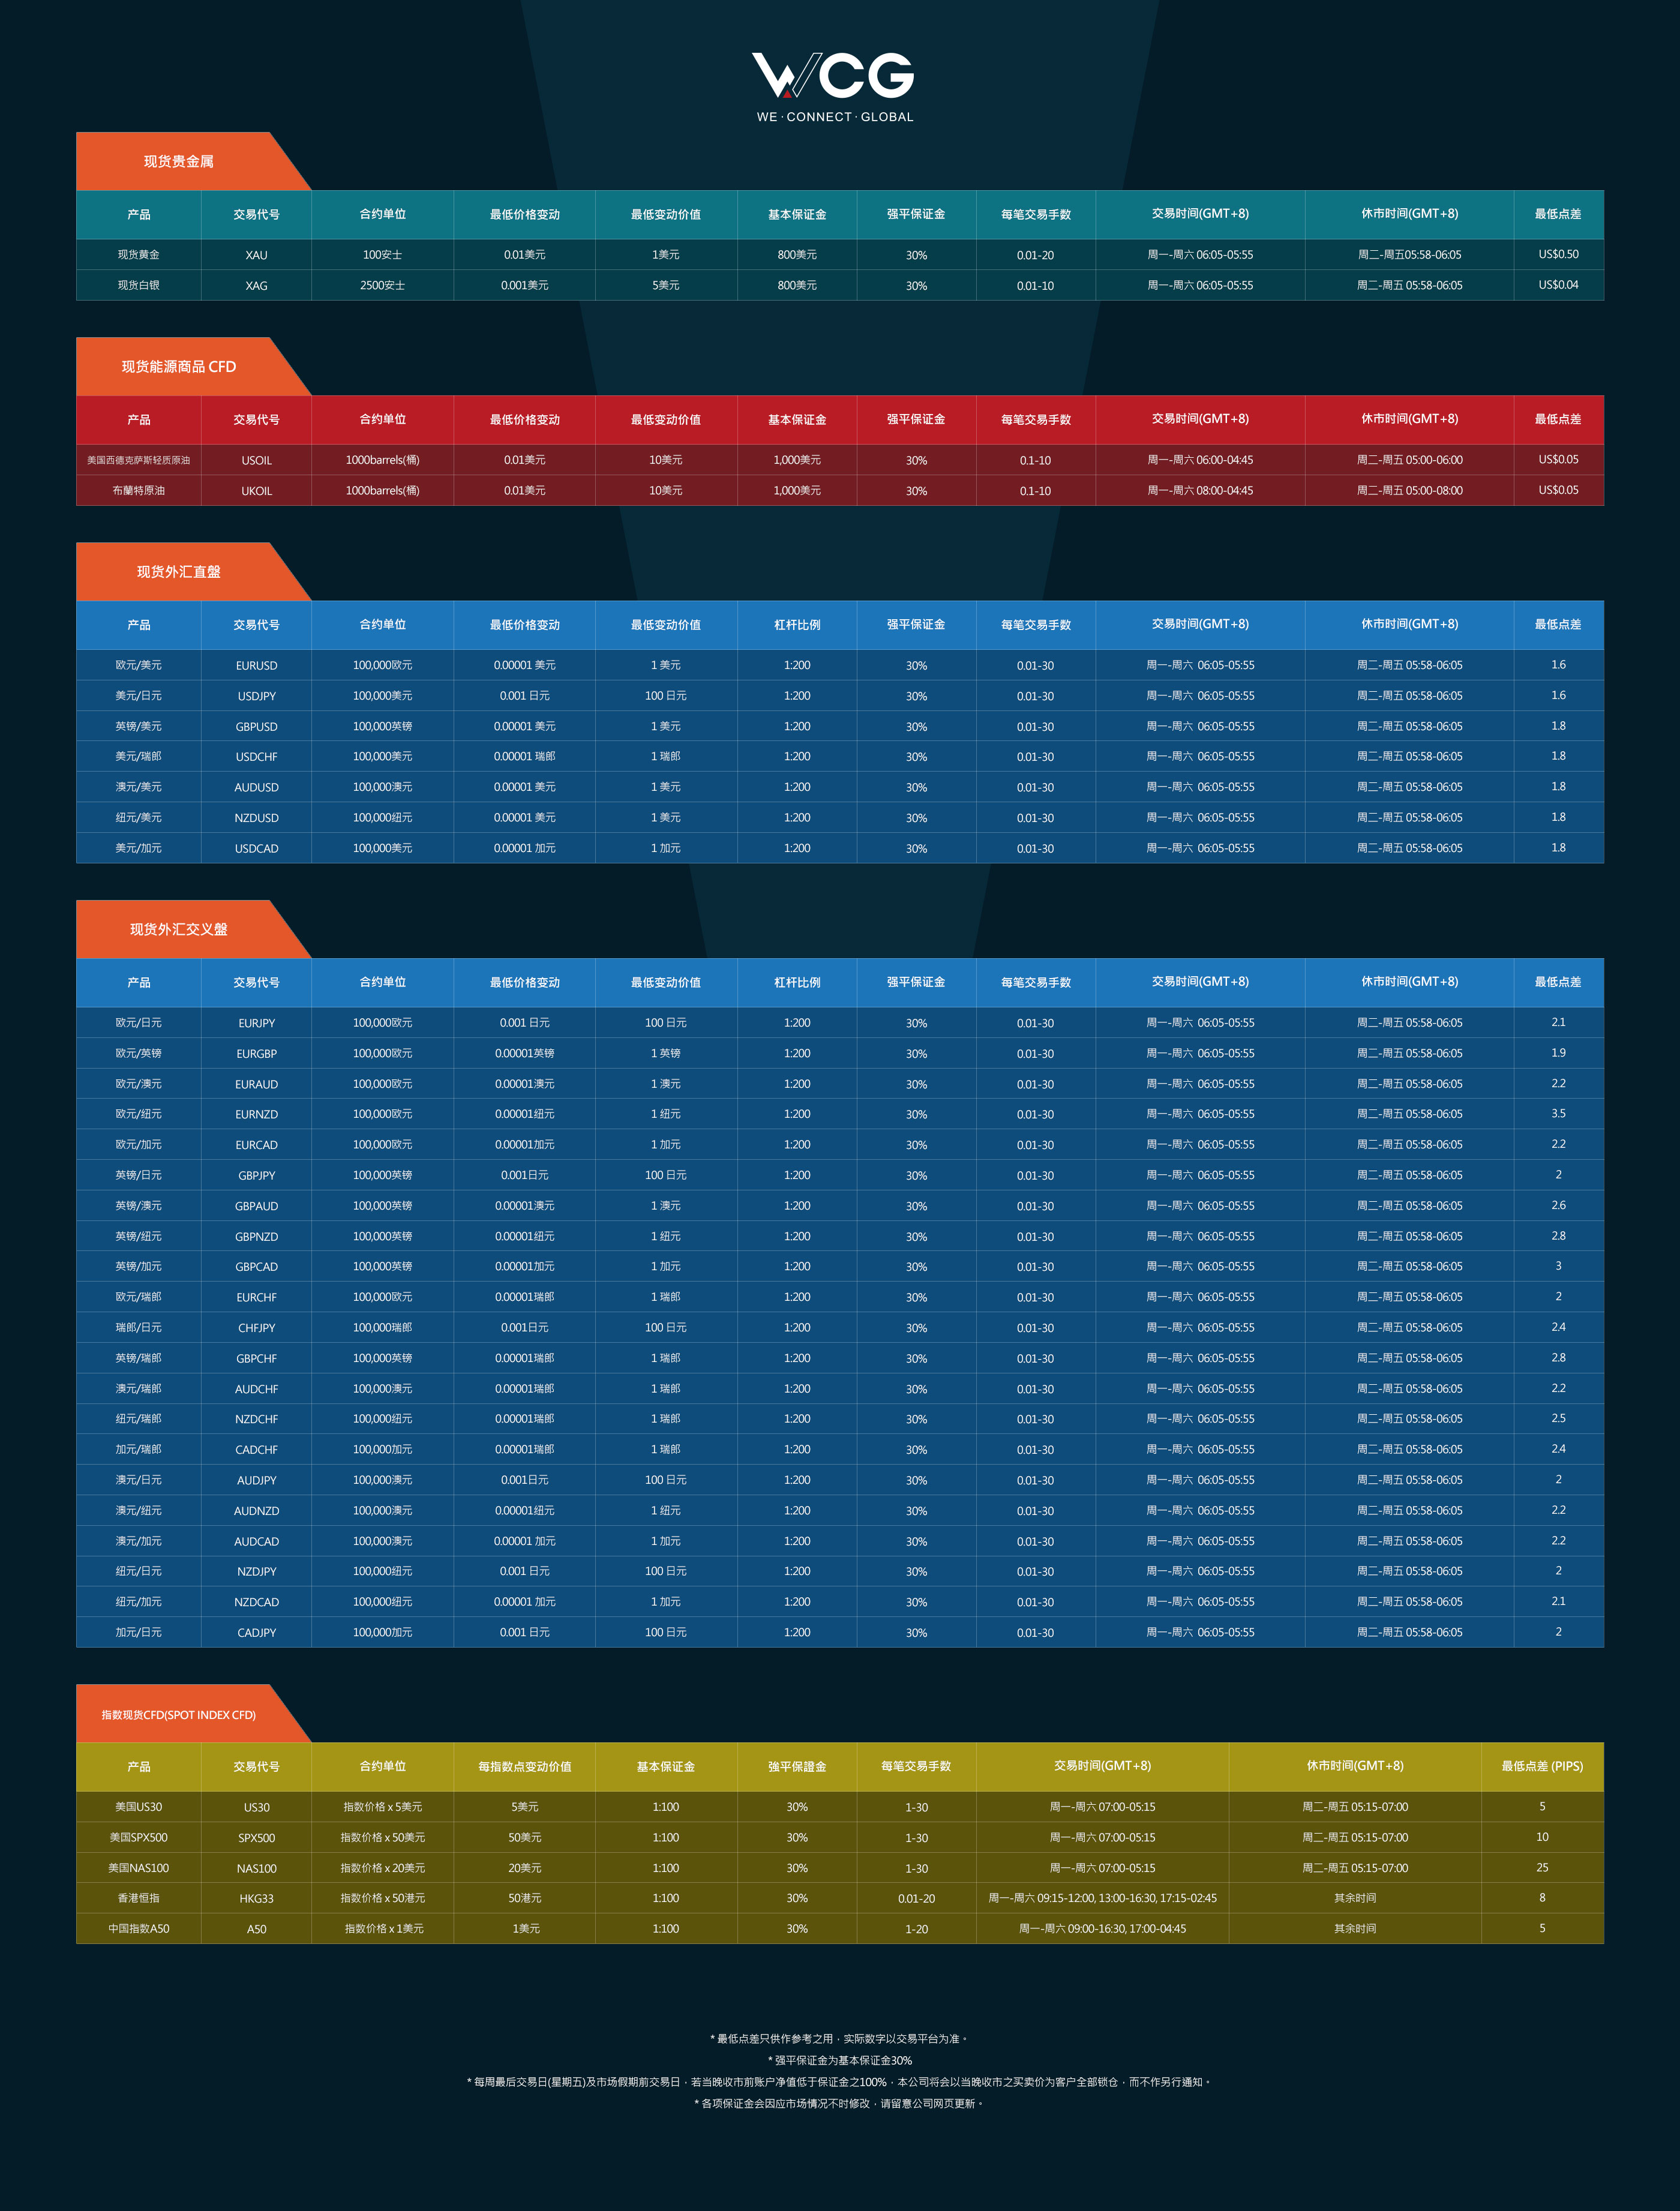 WCG
WE · CONNECT · GLOBAL
现货贵金属
产品 交易代号 合约单位 最低价格变动 最低变动价值 基本保证金 强平保证金 每笔交易手数 交易时间(GMT+8) 休市时间(GMT+8) 最低点差
现货黄金 XAU 100安士 0.01美元 1美元 800美元 30% 0.01-20 周一-周六 06:05-05:55 周二-周五05:58-06:05 US$0.50
现货白银 XAG 2500安士 0.001美元 5美元 800美元 30% 0.01-10 周一-周六 06:05-05:55 周二-周五 05:58-06:05 US$0.04
现货能源商品 CFD
产品 交易代号 合约单位 最低价格变动 最低变动价值 基本保证金 强平保证金 每笔交易手数 交易时间(GMT+8) 休市时间(GMT+8) 最低点差
美国西德克萨斯轻质原油 USOIL 1000barrels(桶) 0.01美元 10美元 1,000美元 30% 0.1-10 周一-周六 06:00-04:45 周二-周五 05:00-06:00 US$0.05
布蘭特原油 UKOIL 1000barrels(桶) 0.01美元 10美元 1,000美元 30% 0.1-10 周一-周六 08:00-04:45 周二-周五 05:00-08:00 US$0.05
现货外汇直盤
产品 交易代号 合约单位 最低价格变动 最低变动价值 杠杆比例 强平保证金 每笔交易手数 交易时间(GMT+8) 休市时间(GMT+8) 最低点差
欧元/美元 EURUSD 100,000欧元 0.00001 美元 1 美元 1:200 30% 0.01-30 周一-周六 06:05-05:55 周二-周五 05:58-06:05 1.6
美元/日元 USDJPY 100,000美元 0.001 日元 100 日元 1:200 30% 0.01-30 周一-周六 06:05-05:55 周二-周五 05:58-06:05 1.6
英镑/美元 GBPUSD 100,000英镑 0.00001 美元 1 美元 1:200 30% 0.01-30 周一-周六 06:05-05:55 周二-周五 05:58-06:05 1.8
美元/瑞郎 USDCHF 100,000美元 0.00001 瑞郎 1 瑞郎 1:200 30% 0.01-30 周一-周六 06:05-05:55 周二-周五 05:58-06:05 1.8
澳元/美元 AUDUSD 100,000澳元 0.00001 美元 1 美元 1:200 30% 0.01-30 周一-周六 06:05-05:55 周二-周五 05:58-06:05 1.8
纽元/美元 NZDUSD 100,000纽元 0.00001 美元 1 美元 1:200 30% 0.01-30 周一-周六 06:05-05:55 周二-周五 05:58-06:05 1.8
美元/加元 USDCAD 100,000美元 0.00001 加元 1 加元 1:200 30% 0.01-30 周一-周六 06:05-05:55 周二-周五 05:58-06:05 1.8
现货外汇交义盤
产品 交易代号 合约单位 最低价格变动 最低变动价值 杠杆比例 强平保证金 每笔交易手数 交易时间(GMT+8) 休市时间(GMT+8) 最低点差
欧元/日元 EURJPY 100,000欧元 0.001 日元 100 日元 1:200 30% 0.01-30 周一-周六 06:05-05:55 周二-周五 05:58-06:05 2.1
欧元/英镑 EURGBP 100,000欧元 0.00001英镑 1 英镑 1:200 30% 0.01-30 周一-周六 06:05-05:55 周二-周五 05:58-06:05 1.9
欧元/澳元 EURAUD 100,000欧元 0.00001澳元 1 澳元 1:200 30% 0.01-30 周一-周六 06:05-05:55 周二-周五 05:58-06:05 2.2
欧元/纽元 EURNZD 100,000欧元 0.00001纽元 1 纽元 1:200 30% 0.01-30 周一-周六 06:05-05:55 周二-周五 05:58-06:05 3.5
欧元/加元 EURCAD 100,000欧元 0.00001加元 1 加元 1:200 30% 0.01-30 周一-周六 06:05-05:55 周二-周五 05:58-06:05 2.2
英镑/日元 GBPJPY 100,000英镑 0.001日元 100 日元 1:200 30% 0.01-30 周一-周六 06:05-05:55 周二-周五 05:58-06:05 2
英镑/澳元 GBPAUD 100,000英镑 0.00001澳元 1 澳元 1:200 30% 0.01-30 周一-周六 06:05-05:55 周二-周五 05:58-06:05 2.6
英镑/纽元 GBPNZD 100,000英镑 0.00001纽元 1 纽元 1:200 30% 0.01-30 周一-周六 06:05-05:55 周二-周五 05:58-06:05 2.8
英镑/加元 GBPCAD 100,000英镑 0.00001加元 1 加元 1:200 30% 0.01-30 周一-周六 06:05-05:55 周二-周五 05:58-06:05 3
欧元/瑞郎 EURCHF 100,000欧元 0.00001瑞郎 1 瑞郎 1:200 30% 0.01-30 周一-周六 06:05-05:55 周二-周五 05:58-06:05 2
瑞郎/日元 CHFJPY 100,000瑞郎 0.001日元 100 日元 1:200 30% 0.01-30 周一-周六 06:05-05:55 周二-周五 05:58-06:05 2.4
英镑/瑞郎 GBPCHF 100,000英镑 0.00001瑞郎 1 瑞郎 1:200 30% 0.01-30 周一-周六 06:05-05:55 周二-周五 05:58-06:05 2.8
澳元/瑞郎 AUDCHF 100,000澳元 0.00001瑞郎 1 瑞郎 1:200 30% 0.01-30 周一-周六 06:05-05:55 周二-周五 05:58-06:05 2.2
纽元/瑞郎 NZDCHF 100,000纽元 0.00001瑞郎 1 瑞郎 1:200 30% 0.01-30 周一-周六 06:05-05:55 周二-周五 05:58-06:05 2.5
加元/瑞郎 CADCHF 100,000加元 0.00001瑞郎 1 瑞郎 1:200 30% 0.01-30 周一-周六 06:05-05:55 周二-周五 05:58-06:05 2.4
澳元/日元 AUDJPY 100,000澳元 0.001日元 100 日元 1:200 30% 0.01-30 周一-周六 06:05-05:55 周二-周五 05:58-06:05 2
澳元/纽元 AUDNZD 100,000澳元 0.00001纽元 1 纽元 1:200 30% 0.01-30 周一-周六 06:05-05:55 周二-周五 05:58-06:05 2.2
澳元/加元 AUDCAD 100,000澳元 0.00001 加元 1 加元 1:200 30% 0.01-30 周一-周六 06:05-05:55 周二-周五 05:58-06:05 2.2
纽元/日元 NZDJPY 100,000纽元 0.001 日元 100 日元 1:200 30% 0.01-30 周一-周六 06:05-05:55 周二-周五 05:58-06:05 2
纽元/加元 NZDCAD 100,000纽元 0.00001 加元 1 加元 1:200 30% 0.01-30 周一-周六 06:05-05:55 周二-周五 05:58-06:05 2.1
加元/日元 CADJPY 100,000加元 0.001 日元 100 日元 1:200 30% 0.01-30 周一-周六 06:05-05:55 周二-周五 05:58-06:05 2
指数现货CFD(SPOT INDEX CFD)
产品 交易代号 合约单位 每指数点变动价值 基本保证金 強平保證金 每笔交易手数 交易时间(GMT+8) 休市时间(GMT+8) 最低点差 (PIPS)
美国US30 US30 指数价格 x 5美元 5美元 1:100 30% 1-30 周一-周六 07:00-05:15 周二-周五 05:15-07:00 5
美国SPX500 SPX500 指数价格 x 50美元 50美元 1:100 30% 1-30 周一-周六 07:00-05:15 周二-周五 05:15-07:00 10
美国NAS100 NAS100 指数价格 x 20美元 20美元 1:100 30% 1-30 周一-周六 07:00-05:15 周二-周五 05:15-07:00 25
香港恒指 HKG33 指数价格 x 50港元 50港元 1:100 30% 0.01-20 周一-周六 09:15-12:00, 13:00-16:30, 17:15-02:45 其余时间 8
中国指数A50 A50 指数价格 x 1美元 1美元 1:100 30% 1-20 周一-周六 09:00-16:30, 17:00-04:45 其余时间 5
* 最低点差只供作参考之用，实际数字以交易平台为准。
* 强平保证金为基本保证金30%
* 每周最后交易日(星期五)及市场假期前交易日，若当晚收市前账户净值低于保证金之100%，本公司将会以当晚收市之买卖价为客户全部锁仓，而不作另行通知。
* 各项保证金会因应市场情况不时修改，请留意公司网页更新。